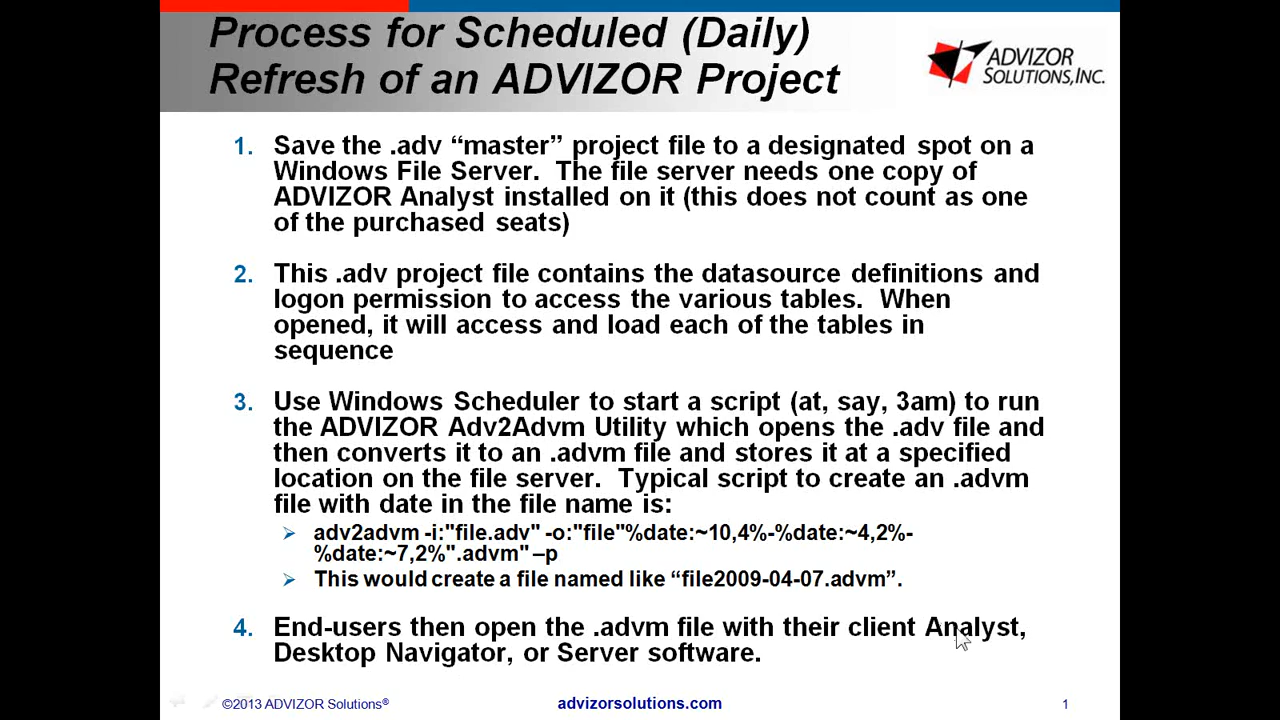 Process for Scheduled (Daily)
Refresh of an ADVIZOR Project
ADVIZOR
SOLUTIONS, INC.
1. Save the .adv “master” project file to a designated spot on a
Windows File Server. The file server needs one copy of
ADVIZOR Analyst installed on it (this does not count as one
of the purchased seats)
2. This .adv project file contains the datasource definitions and
logon permission to access the various tables. When
opened, it will access and load each of the tables in
sequence
3. Use Windows Scheduler to start a script (at, say, 3am) to run
the ADVIZOR Adv2Advm Utility which opens the .adv file and
then converts it to an .advm file and stores it at a specified
location on the file server. Typical script to create an .advm
file with date in the file name is:
➢ adv2advm -i:"file.adv" -o:"file"%date:~10,4%-%date:~4,2%-
%date:~7,2%".advm" –p
➢ This would create a file named like “file2009-04-07.advm”.
4. End-users then open the .advm file with their client Analyst,
Desktop Navigator, or Server software.
©2013 ADVIZOR Solutions®
advizorsolutions.com
1